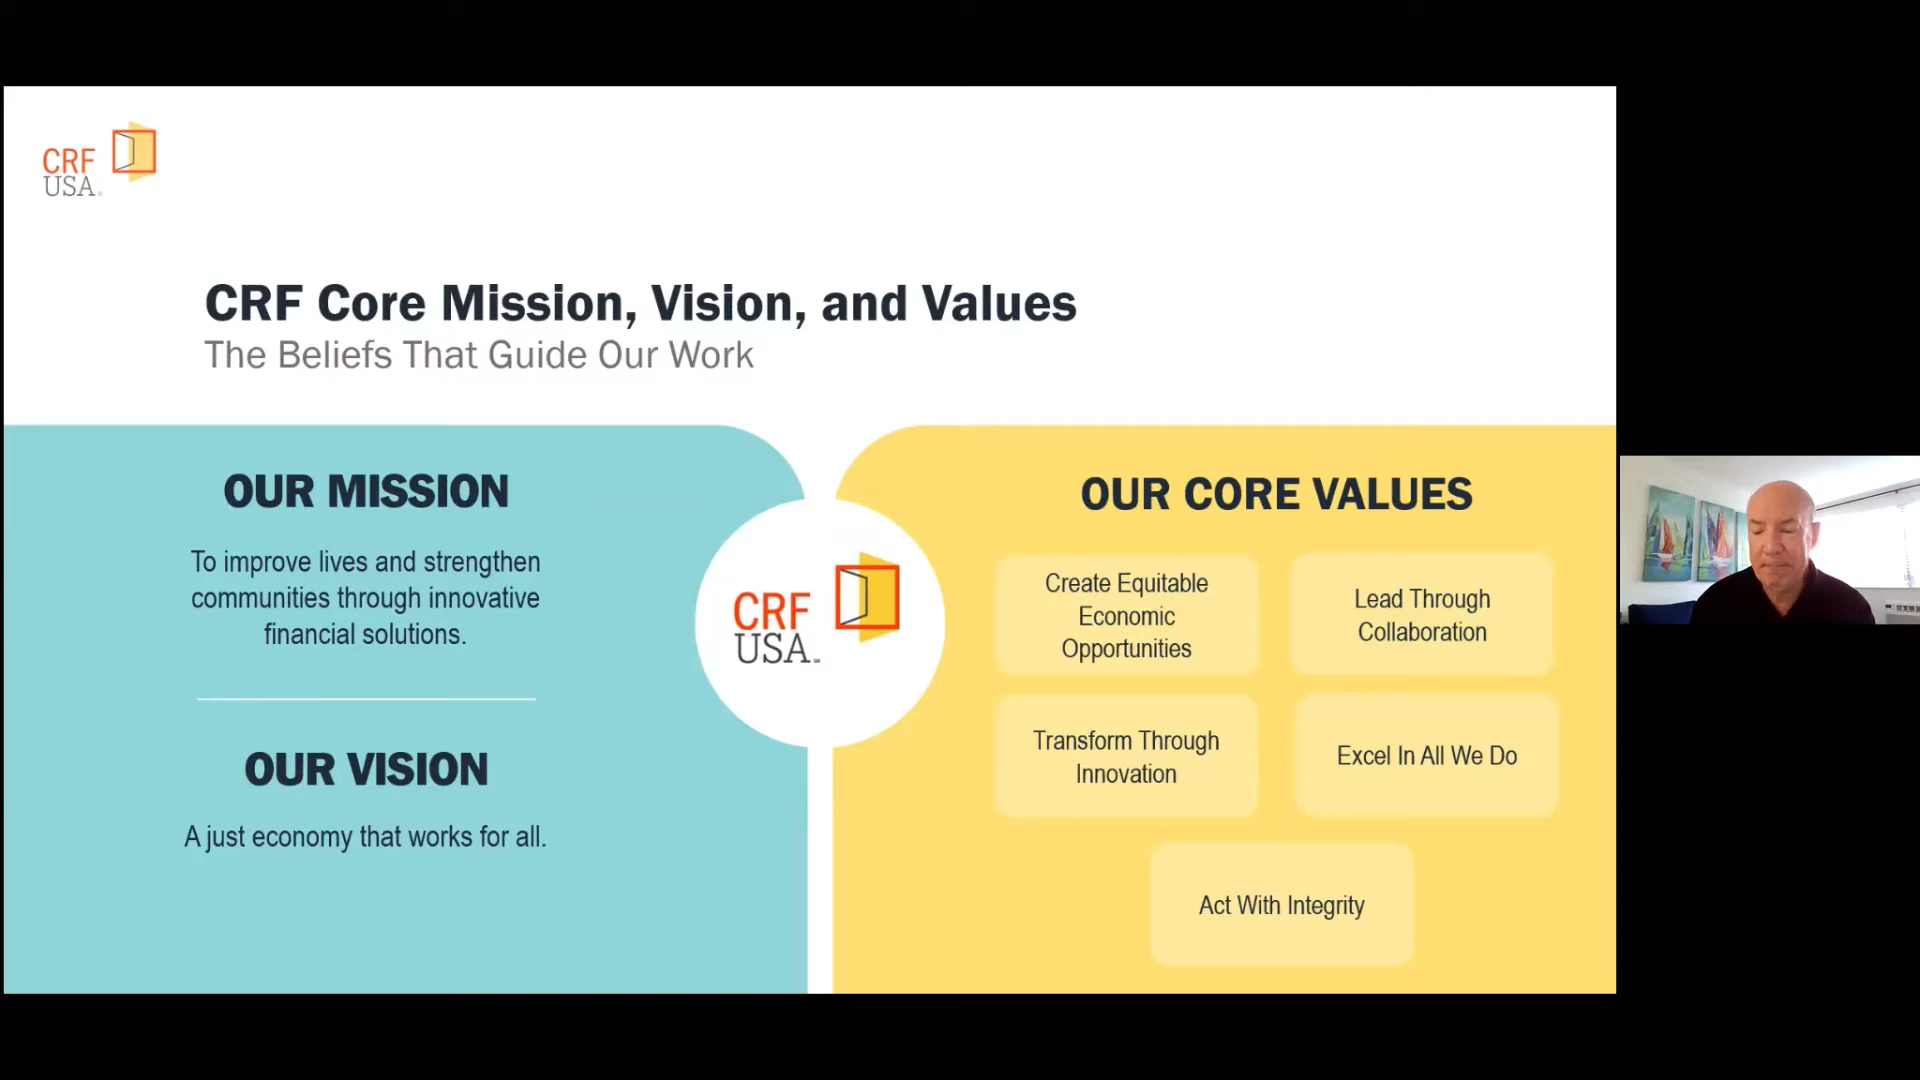 CRF
USA
CRF Core Mission, Vision, and Values
The Beliefs That Guide Our Work
OUR MISSION
To improve lives and strengthen
communities through innovative
financial solutions.
OUR VISION
A just economy that works for all.
CRF
USA
OUR CORE VALUES
Create Equitable
Economic
Opportunities
Lead Through
Collaboration
Transform Through
Innovation
Excel In All We Do
Act With Integrity